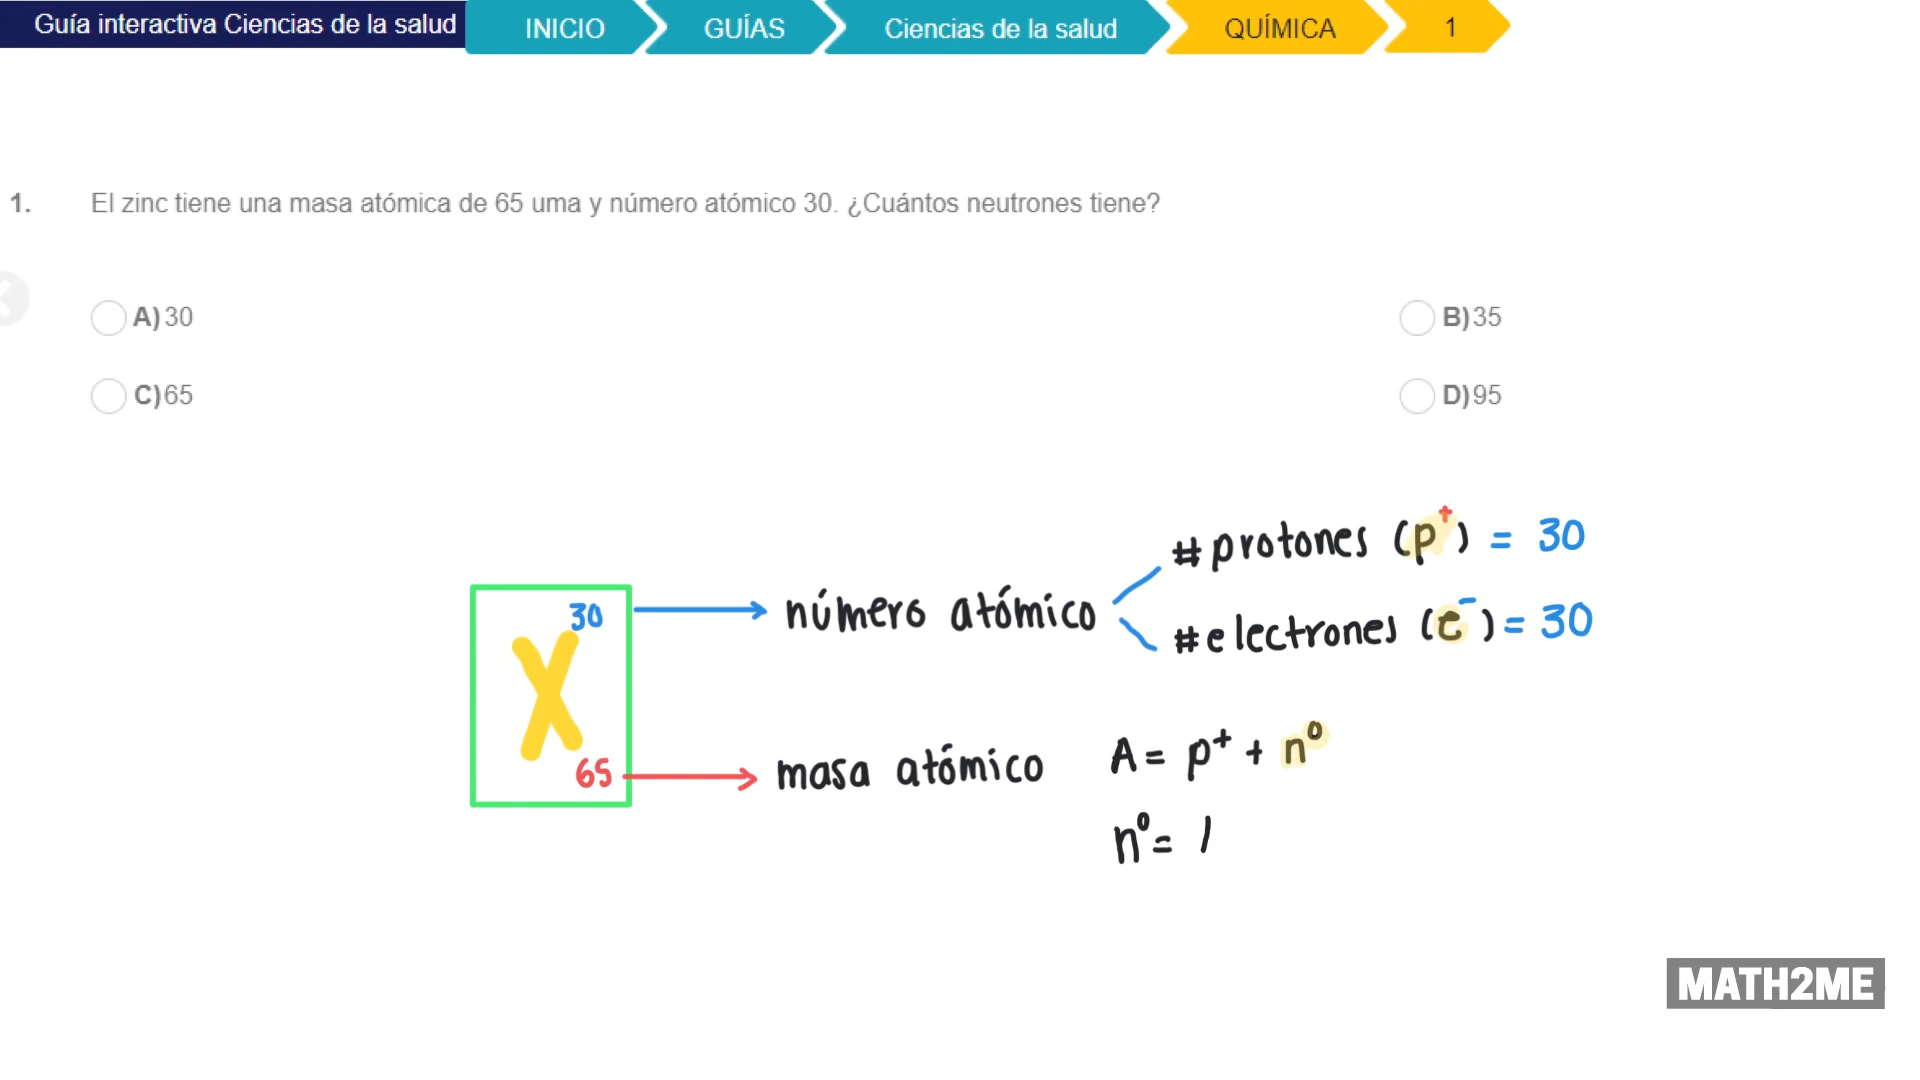 Guía interactiva Ciencias de la salud INICIO GUÍAS Ciencias de la salud QUÍMICA 1
1. El zinc tiene una masa atómica de 65 uma y número atómico 30. ¿Cuántos neutrones tiene?
A) 30 B) 35
C) 65 D) 95
#protones (p⁺) = 30
30 número atómico
#electrones (e⁻) = 30
X
65 masa atómico A = p⁺ + n⁰
n⁰ =
MATH2ME